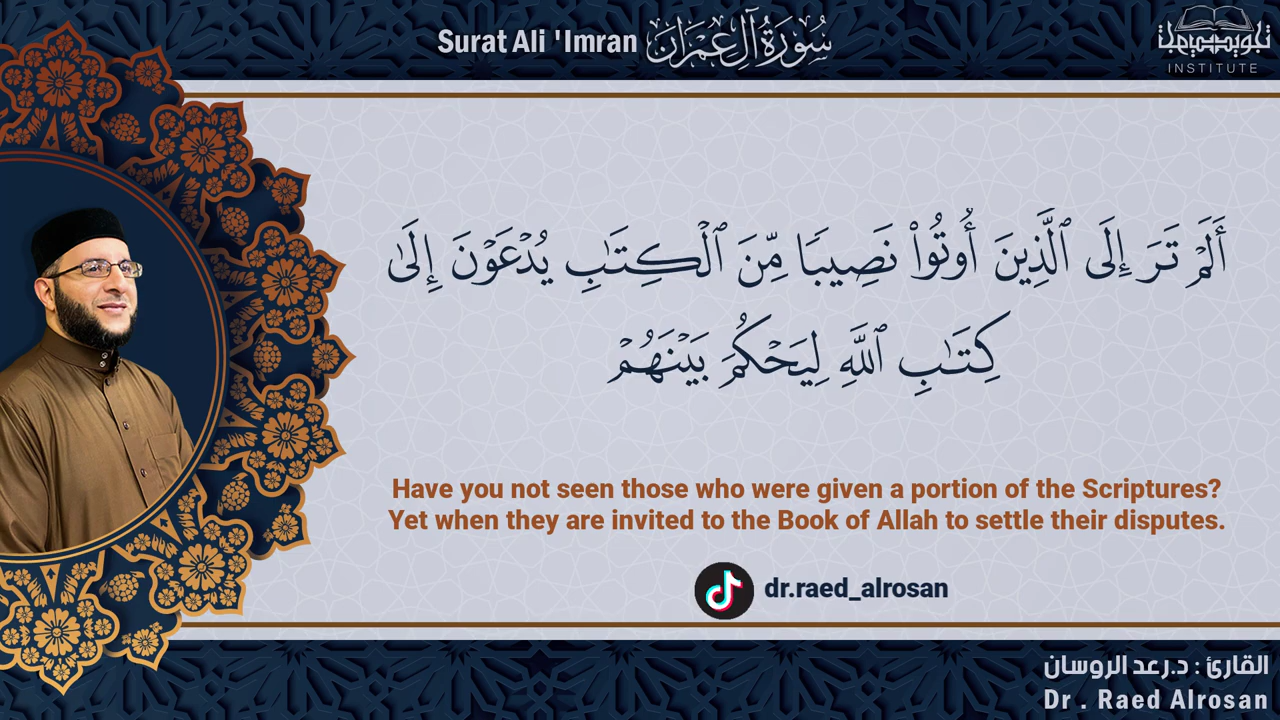 Surat Ali 'Imran سُورَةُ آلِ عِمْرَان
INSTITUTE
أَلَمْ تَرَ إِلَى ٱلَّذِينَ أُوتُوا۟ نَصِيبًا مِّنَ ٱلْكِتَـٰبِ يُدْعَوْنَ إِلَىٰ
كِتَـٰبِ ٱللَّهِ لِيَحْكُمَ بَيْنَهُمْ
Have you not seen those who were given a portion of the Scriptures?
Yet when they are invited to the Book of Allah to settle their disputes.
dr.raed_alrosan
القارئ : د.رعد الروسان
Dr . Raed Alrosan